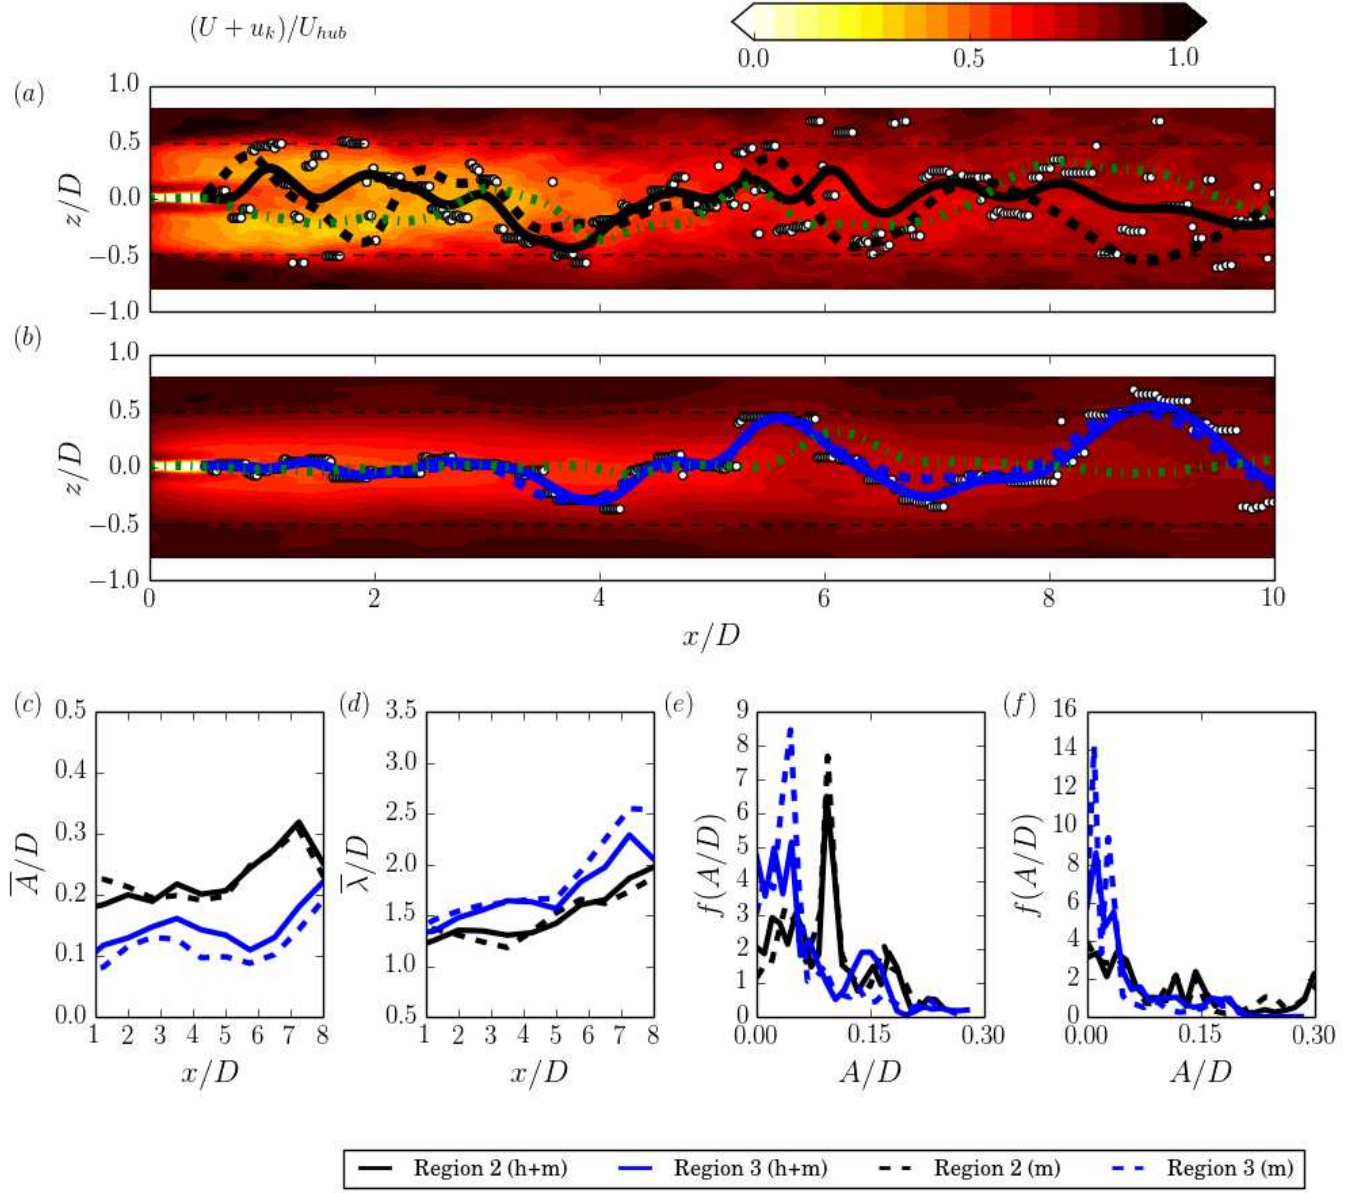 (U + u_k)/U_{hub}
0.0 0.5 1.0
(a)
1.0
0.5
0.0
−0.5
−1.0
z/D
(b)
1.0
0.5
0.0
−0.5
−1.0
z/D
0 2 4 6 8 10
x/D
(c)
0.5
0.4
0.3
0.2
0.1
0.0
A̅/D
1 2 3 4 5 6 7 8
x/D
(d)
3.5
3.0
2.5
2.0
1.5
1.0
0.5
λ̅/D
1 2 3 4 5 6 7 8
x/D
(e)
9
8
7
6
5
4
3
2
1
0
f(A/D)
0.00 0.15 0.30
A/D
(f)
16
14
12
10
8
6
4
2
0
f(A/D)
0.00 0.15 0.30
A/D
Region 2 (h+m) Region 3 (h+m) Region 2 (m) Region 3 (m)